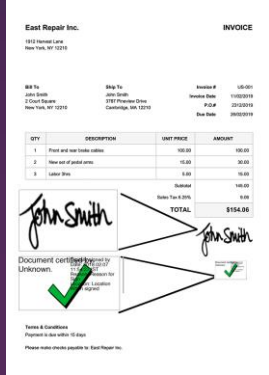 East Repair Inc.
INVOICE
1912 Harvest Lane
New York, NY 12210
Bill To
Ship To
Invoice #
US-001
John Smith
John Smith
Invoice Date
11/02/2019
2 Court Square
3787 Pineview Drive
P.O.#
2312/2019
New York, NY 12210
Cambridge, MA 12210
Due Date
26/02/2019
QTY
DESCRIPTION
UNIT PRICE
AMOUNT
1
Front and rear brake cables
100.00
100.00
2
New set of pedal arms
15.00
30.00
3
Labor 3hrs
5.00
15.00
Subtotal
145.00
Sales Tax 6.25%
9.06
TOTAL
$154.06
John Smith
John Smith
Document certified by
Unknown.
Terms & Conditions
Payment is due within 15 days
Please make checks payable to: East Repair Inc.